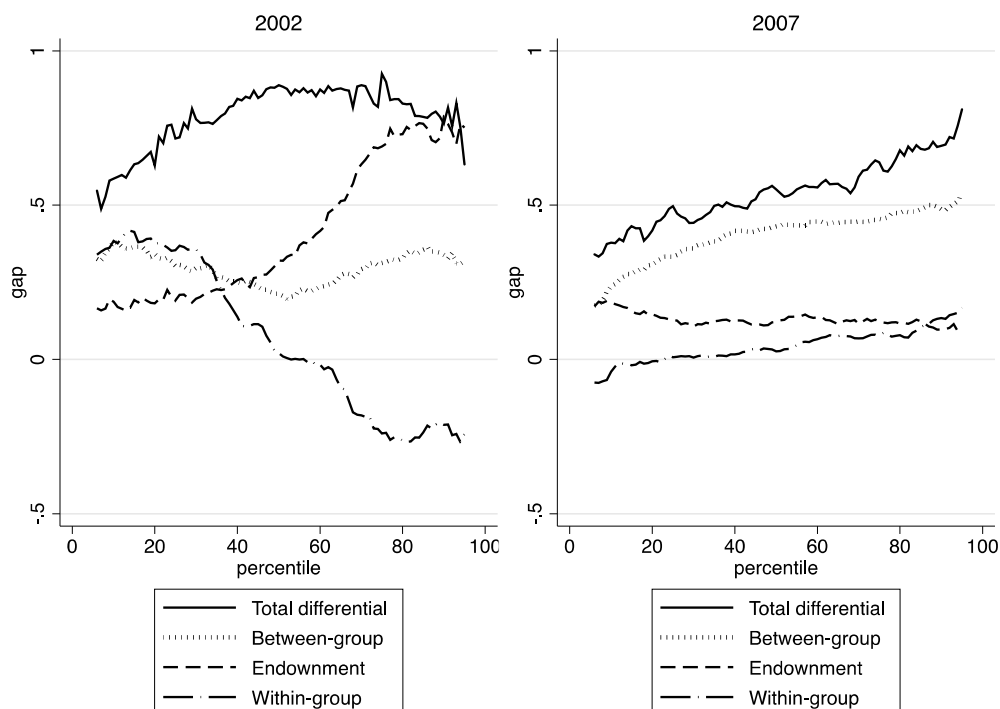 2002
1
.5
gap
0
-.5
0 20 40 60 80 100
percentile
Total differential
Between-group
Endownment
Within-group
2007
1
.5
gap
0
-.5
0 20 40 60 80 100
percentile
Total differential
Between-group
Endownment
Within-group